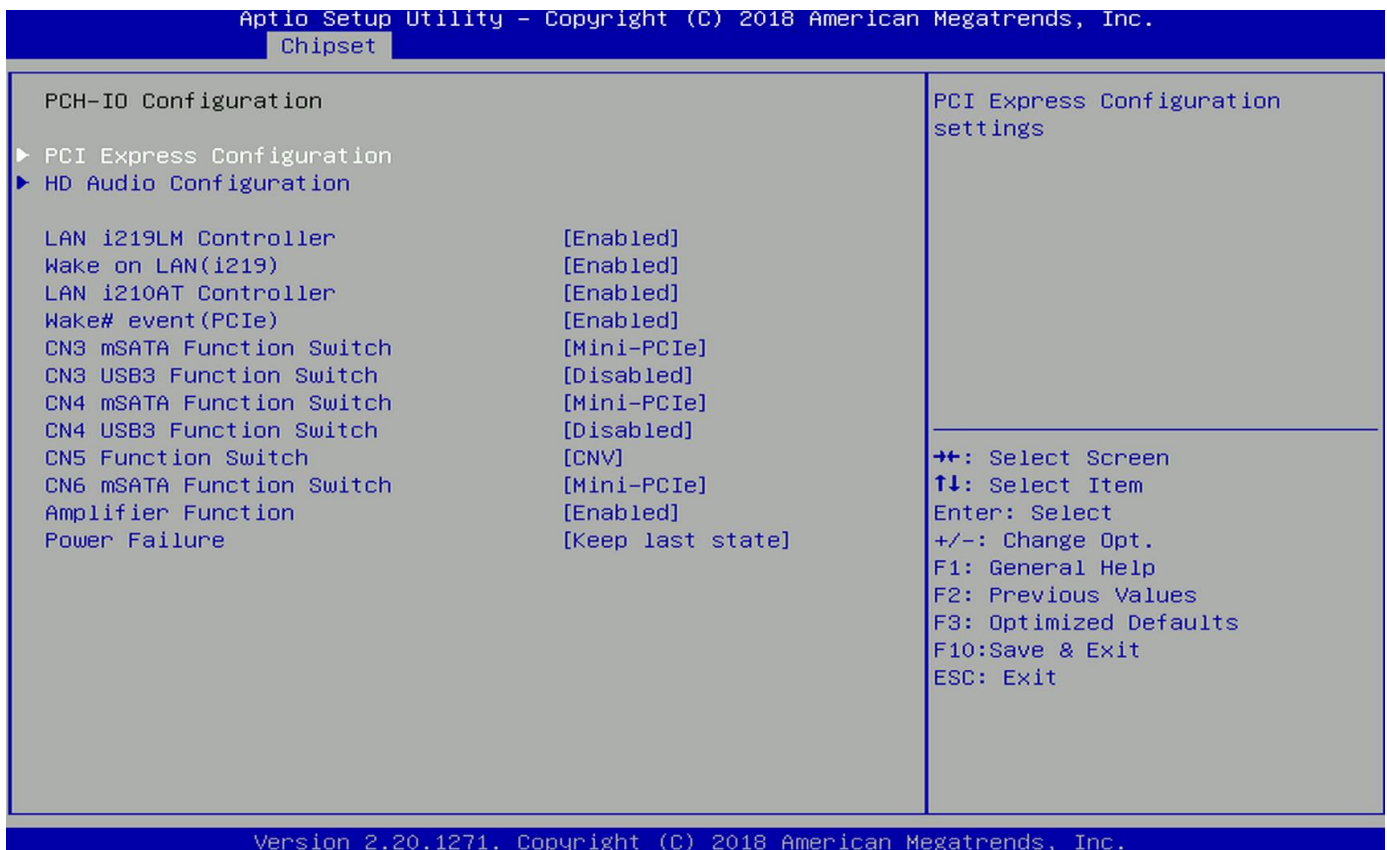 Aptio Setup Utility – Copyright (C) 2018 American Megatrends, Inc.
Chipset
PCH-IO Configuration
▶ PCI Express Configuration
▶ HD Audio Configuration
LAN i219LM Controller [Enabled]
Wake on LAN(i219) [Enabled]
LAN i210AT Controller [Enabled]
Wake# event(PCIe) [Enabled]
CN3 mSATA Function Switch [Mini-PCIe]
CN3 USB3 Function Switch [Disabled]
CN4 mSATA Function Switch [Mini-PCIe]
CN4 USB3 Function Switch [Disabled]
CN5 Function Switch [CNV]
CN6 mSATA Function Switch [Mini-PCIe]
Amplifier Function [Enabled]
Power Failure [Keep last state]
PCI Express Configuration
settings
→←: Select Screen
↑↓: Select Item
Enter: Select
+/-: Change Opt.
F1: General Help
F2: Previous Values
F3: Optimized Defaults
F10:Save & Exit
ESC: Exit
Version 2.20.1271. Copyright (C) 2018 American Megatrends, Inc.